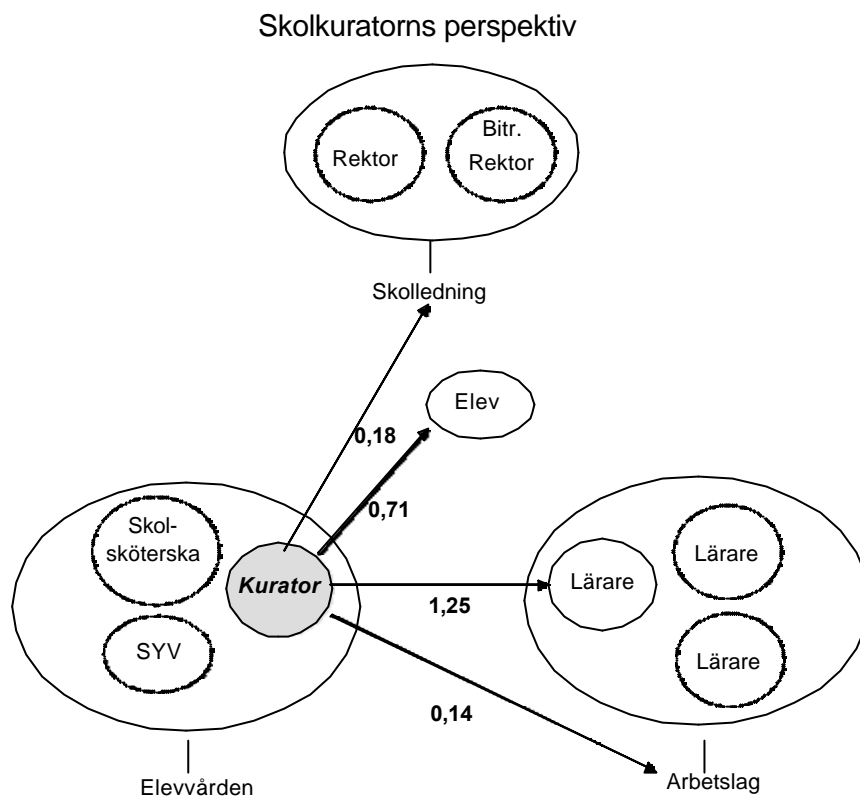 Skolkuratorns perspektiv
Rektor
Bitr.
Rektor
Skolledning
Elev
0,18
0,71
Skol-
sköterska
Kurator
SYV
1,25
0,14
Lärare
Lärare
Lärare
Elevvården
Arbetslag